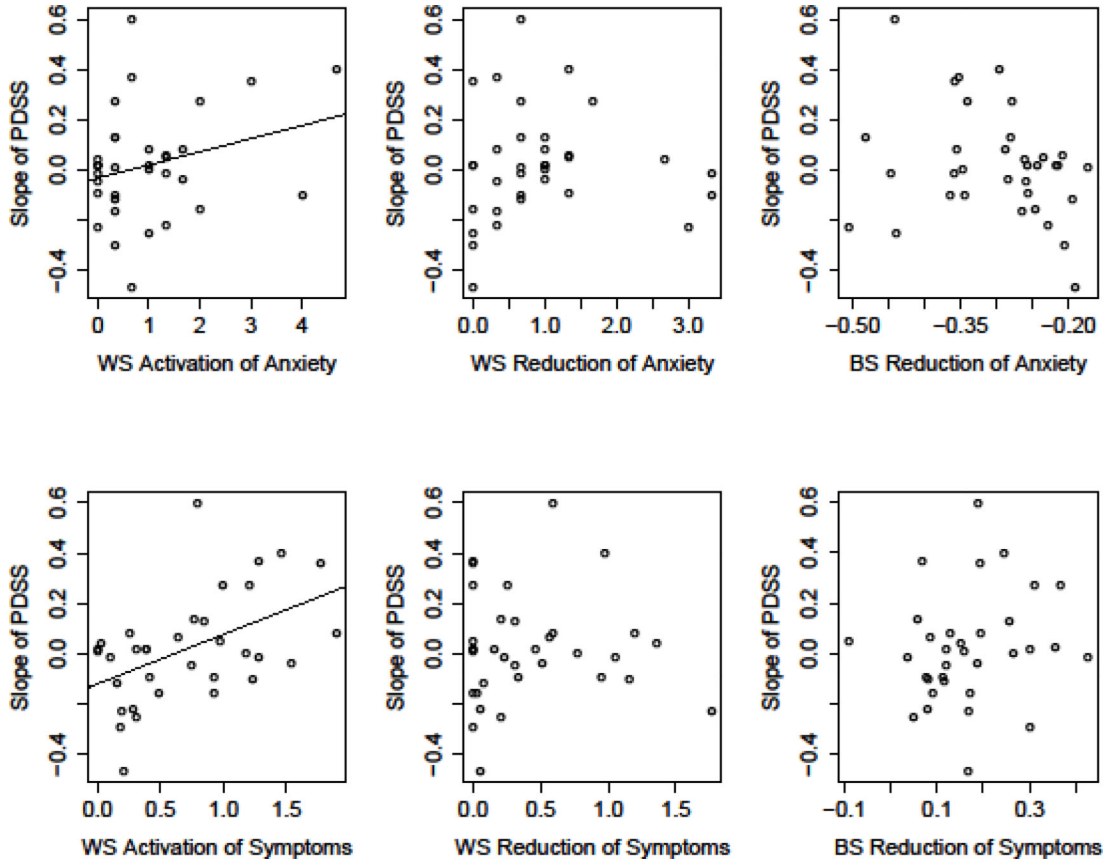 Slope of PDSS
0.6
0.4
0.2
0.0
−0.4
0 1 2 3 4
WS Activation of Anxiety
Slope of PDSS
0.6
0.4
0.2
0.0
−0.4
0.0 1.0 2.0 3.0
WS Reduction of Anxiety
Slope of PDSS
0.6
0.4
0.2
0.0
−0.4
−0.50 −0.35 −0.20
BS Reduction of Anxiety
Slope of PDSS
0.6
0.4
0.2
0.0
−0.4
0.0 0.5 1.0 1.5
WS Activation of Symptoms
Slope of PDSS
0.6
0.4
0.2
0.0
−0.4
0.0 0.5 1.0 1.5
WS Reduction of Symptoms
Slope of PDSS
0.6
0.4
0.2
0.0
−0.4
−0.1 0.1 0.3
BS Reduction of Symptoms